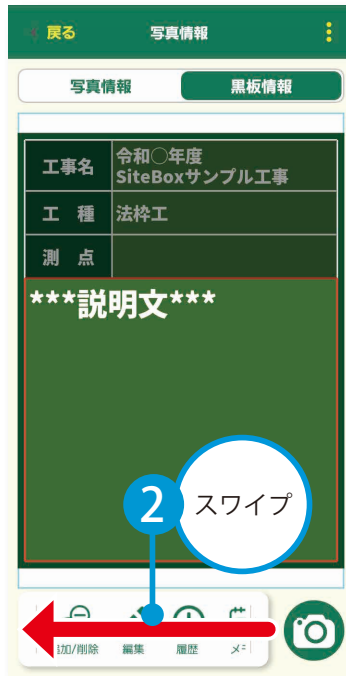 戻る
写真情報
写真情報
黒板情報
工事名
令和○年度
SiteBoxサンプル工事
工 種
法枠工
測 点
***説明文***
2
スワイプ
加/削除
編集
履歴